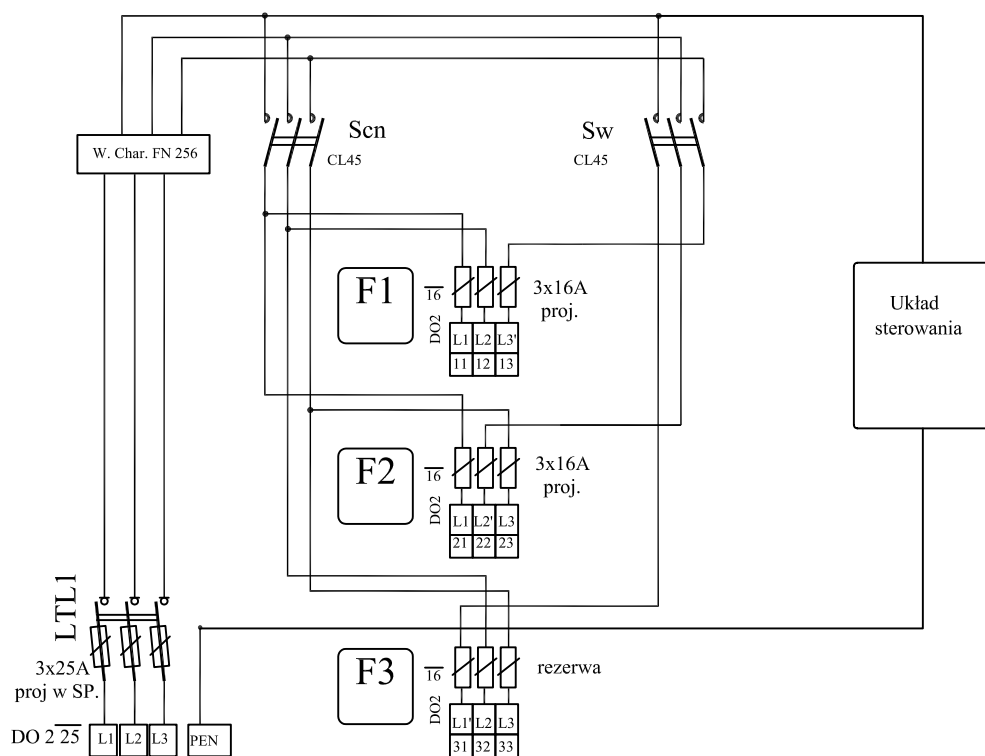 Scn
CL45
Sw
CL45
W. Char. FN 256
F1
16
DO2
3x16A
proj.
L1 L2 L3'
11 12 13
Układ
sterowania
F2
16
DO2
3x16A
proj.
L1 L2' L3
21 22 23
LTL1
3x25A
proj w SP.
DO 2 25
L1 L2 L3 PEN
F3
16
DO2
rezerwa
L1' L2 L3
31 32 33